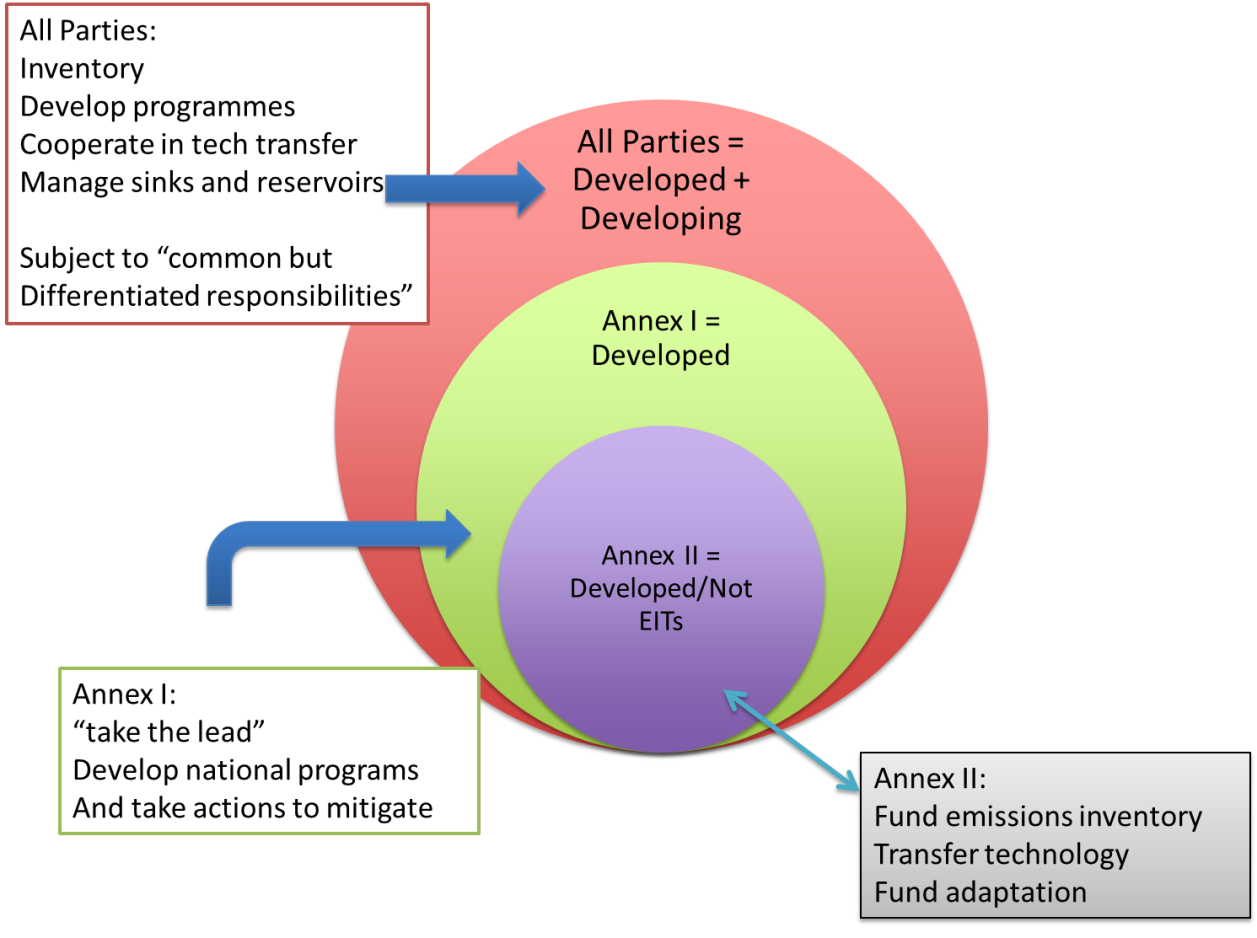 All Parties:
Inventory
Develop programmes
Cooperate in tech transfer
Manage sinks and reservoirs
Subject to “common but
Differentiated responsibilities”
All Parties =
Developed +
Developing
Annex I =
Developed
Annex II =
Developed/Not
EITs
Annex I:
“take the lead”
Develop national programs
And take actions to mitigate
Annex II:
Fund emissions inventory
Transfer technology
Fund adaptation